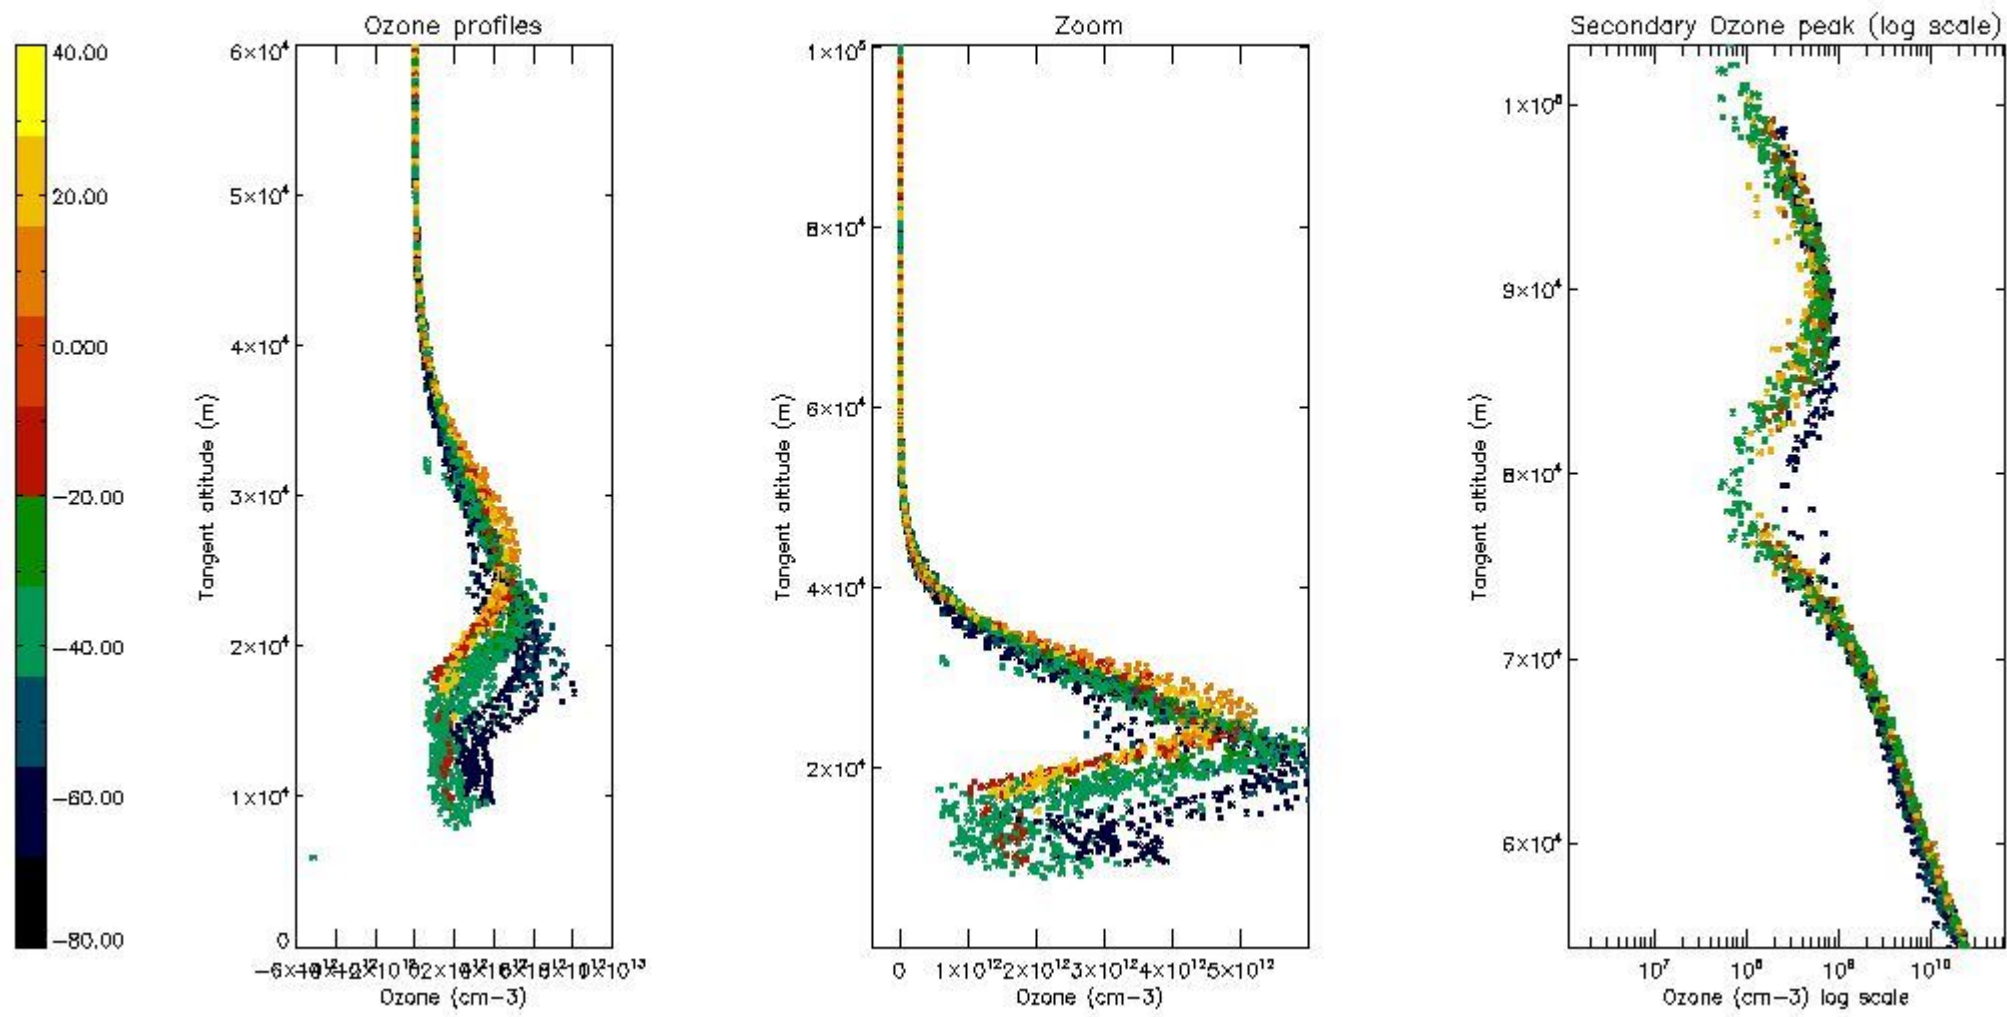 Ozone profiles
Zoom
Secondary Ozone peak (log scale)
40.00
20.00
0.000
−20.00
−40.00
−60.00
−80.00
6×10⁴
5×10⁴
4×10⁴
3×10⁴
2×10⁴
1×10⁴
0
Tangent altitude (m)
Ozone (cm−3)
1×10⁵
8×10⁴
6×10⁴
4×10⁴
2×10⁴
Tangent altitude (m)
0 1×10¹² 2×10¹² 3×10¹² 4×10¹² 5×10¹²
Ozone (cm−3)
1×10⁵
9×10⁴
8×10⁴
7×10⁴
6×10⁴
Tangent altitude (m)
10⁷ 10⁸ 10⁹ 10¹⁰
Ozone (cm−3) log scale